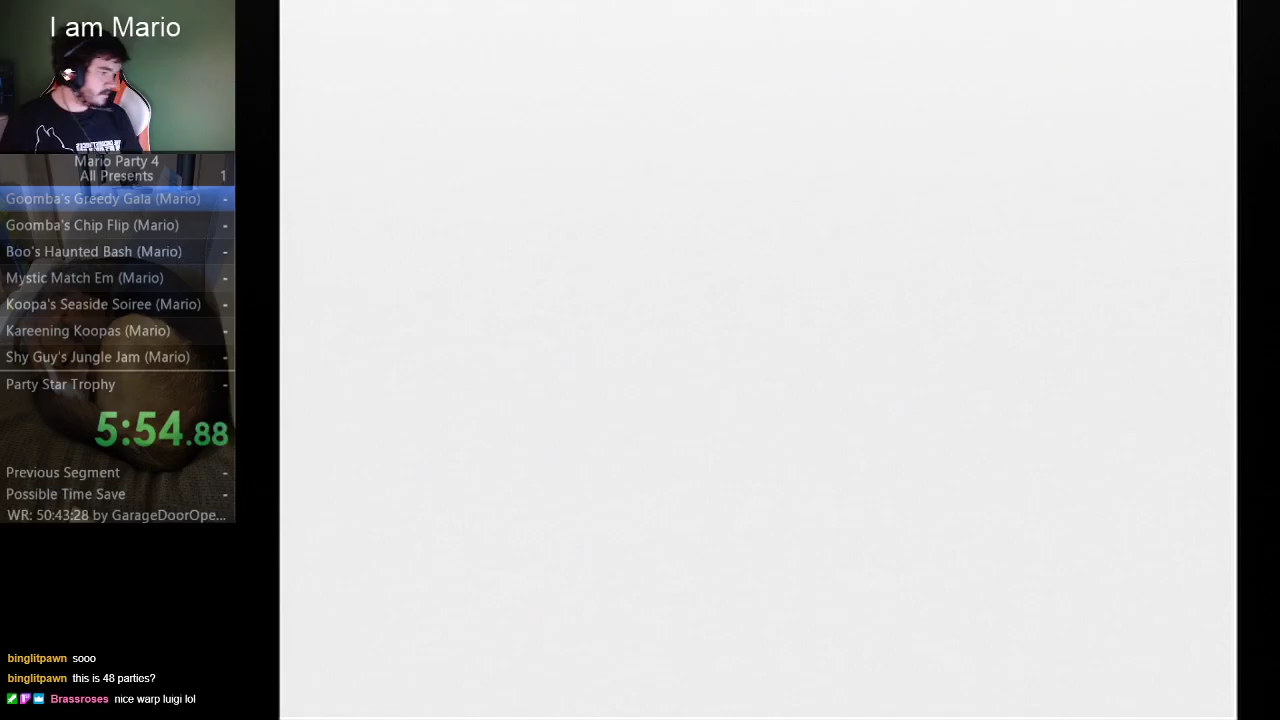 I am Mario
Mario Party 4
All Presents 1
Goomba's Greedy Gala (Mario) -
Goomba's Chip Flip (Mario) -
Boo's Haunted Bash (Mario) -
Mystic Match Em (Mario) -
Koopa's Seaside Soiree (Mario) -
Kareening Koopas (Mario) -
Shy Guy's Jungle Jam (Mario) -
Party Star Trophy -
5:54.88
Previous Segment -
Possible Time Save -
WR: 50:43:28 by GarageDoorOpe...
binglitpawn sooo
binglitpawn this is 48 parties?
Brassroses nice warp luigi lol